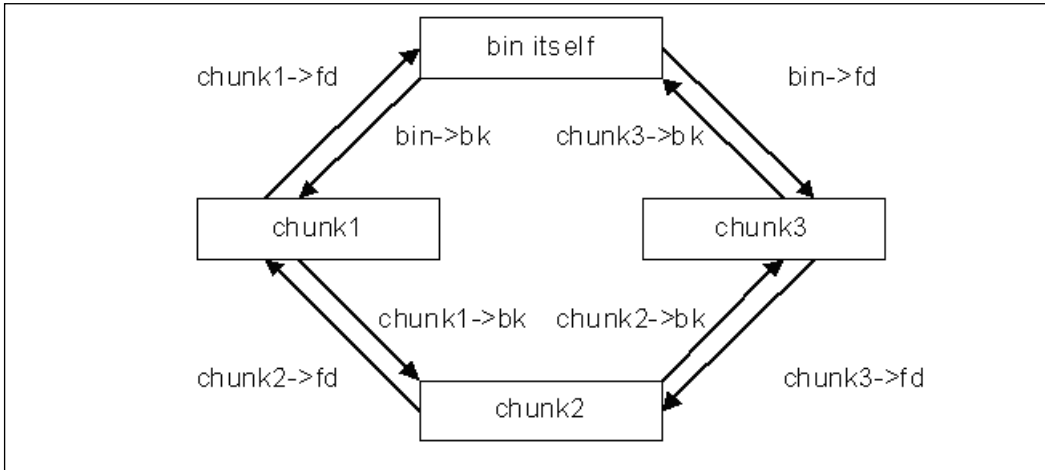 bin itself
chunk1->fd
bin->fd
bin->bk
chunk3->bk
chunk1
chunk3
chunk1->bk
chunk2->bk
chunk2->fd
chunk3->fd
chunk2